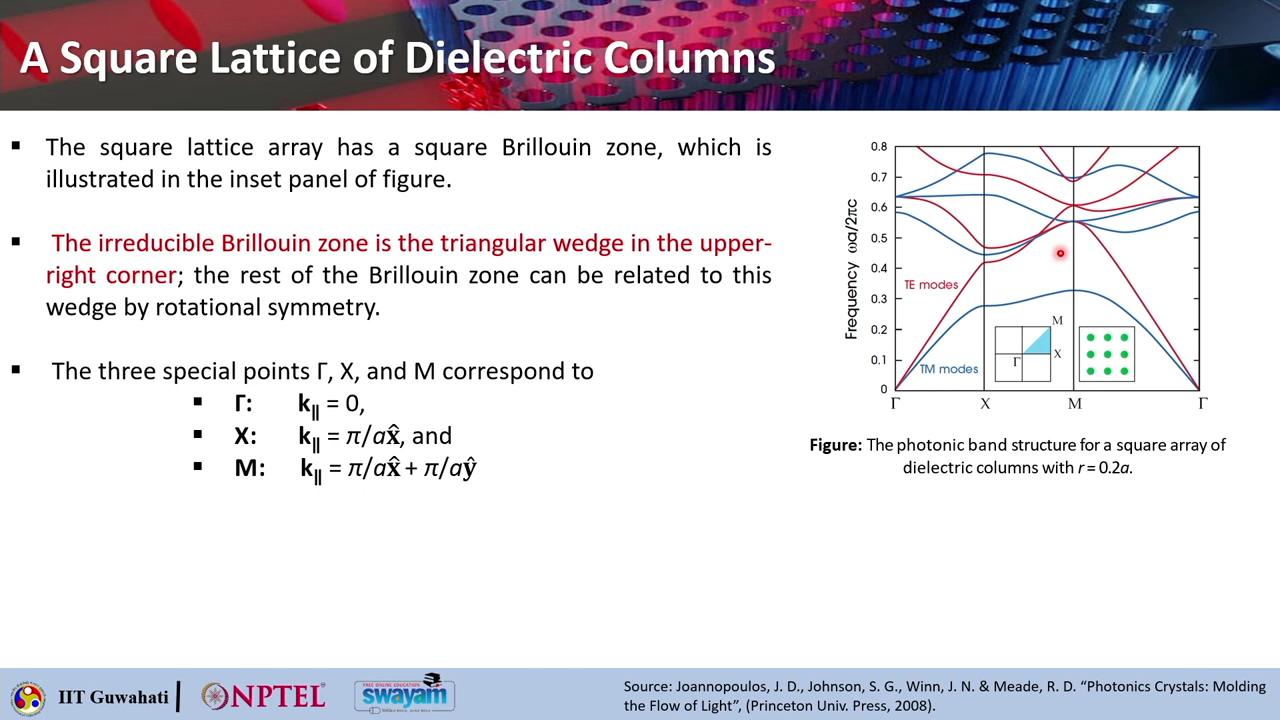 A Square Lattice of Dielectric Columns
▪ The square lattice array has a square Brillouin zone, which is
illustrated in the inset panel of figure.
▪ The irreducible Brillouin zone is the triangular wedge in the upper-
right corner; the rest of the Brillouin zone can be related to this
wedge by rotational symmetry.
▪ The three special points Γ, X, and M correspond to
▪ Γ: k∥ = 0,
▪ X: k∥ = π/ax̂, and
▪ M: k∥ = π/ax̂ + π/aŷ
Frequency ωa/2πc
0.8
0.7
0.6
0.5
0.4
0.3
0.2
0.1
0
TE modes
TM modes
M
Γ
X
Γ X M Γ
Figure: The photonic band structure for a square array of
dielectric columns with r = 0.2a.
IIT Guwahati
NPTEL
FREE ONLINE EDUCATION
swayam
Source: Joannopoulos, J. D., Johnson, S. G., Winn, J. N. & Meade, R. D. “Photonics Crystals: Molding
the Flow of Light”, (Princeton Univ. Press, 2008).